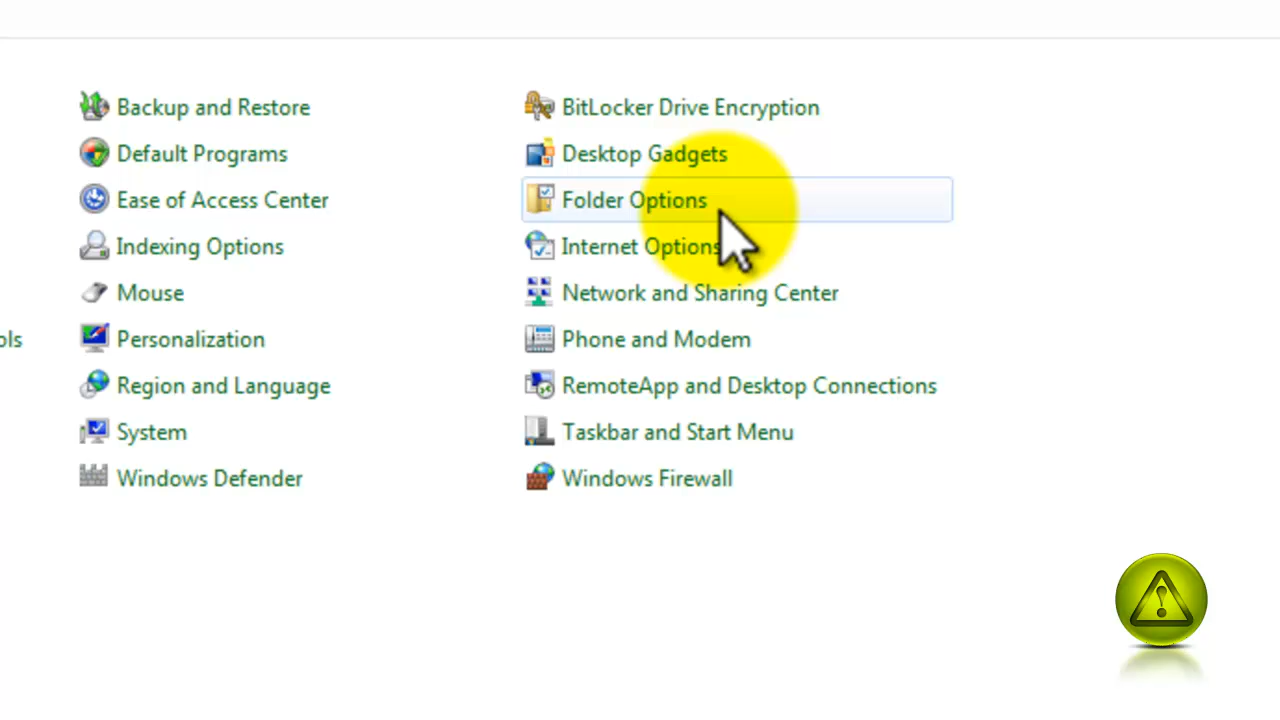 Backup and Restore
Default Programs
Ease of Access Center
Indexing Options
Mouse
ols
Personalization
Region and Language
System
Windows Defender
BitLocker Drive Encryption
Desktop Gadgets
Folder Options
Internet Options
Network and Sharing Center
Phone and Modem
RemoteApp and Desktop Connections
Taskbar and Start Menu
Windows Firewall